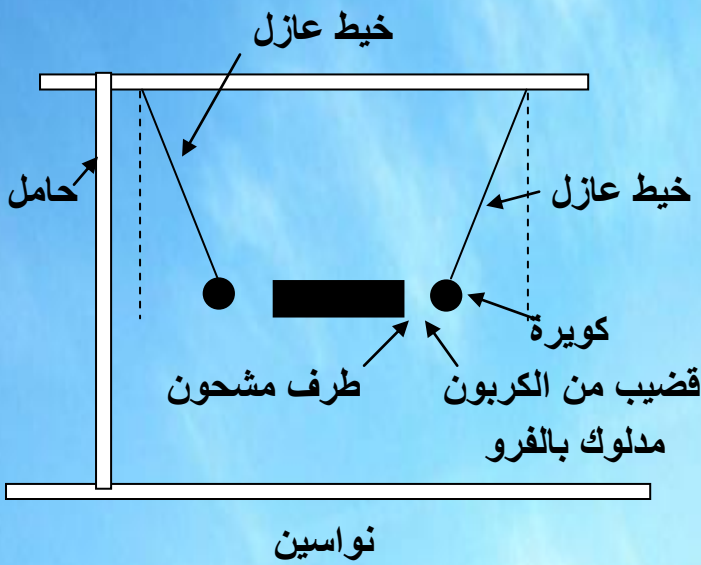 خيط عازل
حامل
خيط عازل
كويرة
طرف مشحون
قضيب من الكربون
مدلوك بالفرو
نواسين